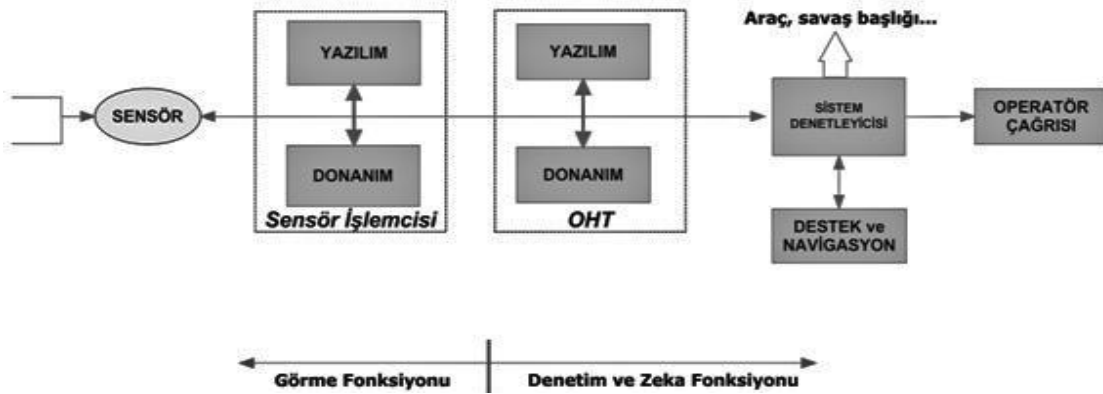 Araç, savaş başlığı...
YAZILIM
YAZILIM
SENSÖR
SİSTEM
DENETLEYİCİSİ
OPERATÖR
ÇAĞRISI
DONANIM
DONANIM
Sensör İşlemcisi
OHT
DESTEK ve
NAVİGASYON
Görme Fonksiyonu
Denetim ve Zeka Fonksiyonu